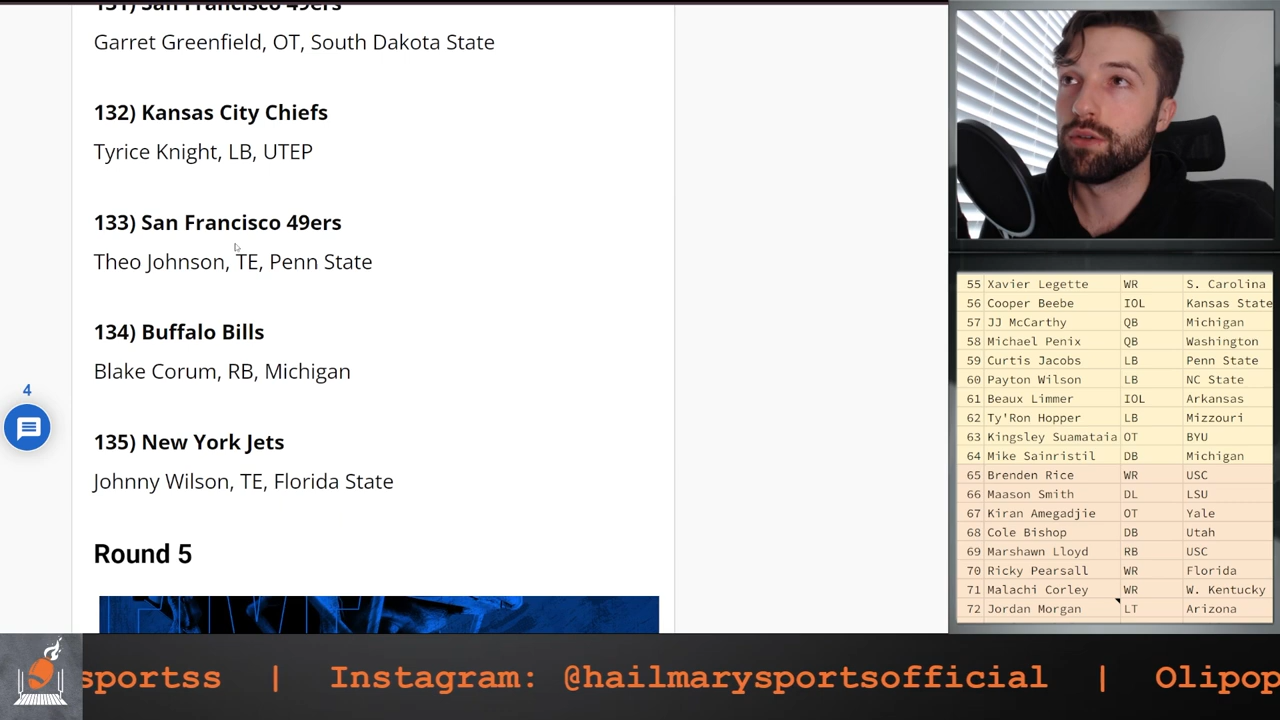 131) San Francisco 49ers
Garret Greenfield, OT, South Dakota State
132) Kansas City Chiefs
Tyrice Knight, LB, UTEP
133) San Francisco 49ers
Theo Johnson, TE, Penn State
134) Buffalo Bills
Blake Corum, RB, Michigan
135) New York Jets
Johnny Wilson, TE, Florida State
Round 5
4
55 Xavier Legette WR S. Carolina
56 Cooper Beebe IOL Kansas State
57 JJ McCarthy QB Michigan
58 Michael Penix QB Washington
59 Curtis Jacobs LB Penn State
60 Payton Wilson LB NC State
61 Beaux Limmer IOL Arkansas
62 Ty'Ron Hopper LB Mizzouri
63 Kingsley Suamataia OT BYU
64 Mike Sainristil DB Michigan
65 Brenden Rice WR USC
66 Maason Smith DL LSU
67 Kiran Amegadjie OT Yale
68 Cole Bishop DB Utah
69 Marshawn Lloyd RB USC
70 Ricky Pearsall WR Florida
71 Malachi Corley WR W. Kentucky
72 Jordan Morgan LT Arizona
sportss | Instagram: @hailmarysportsofficial | Olipop